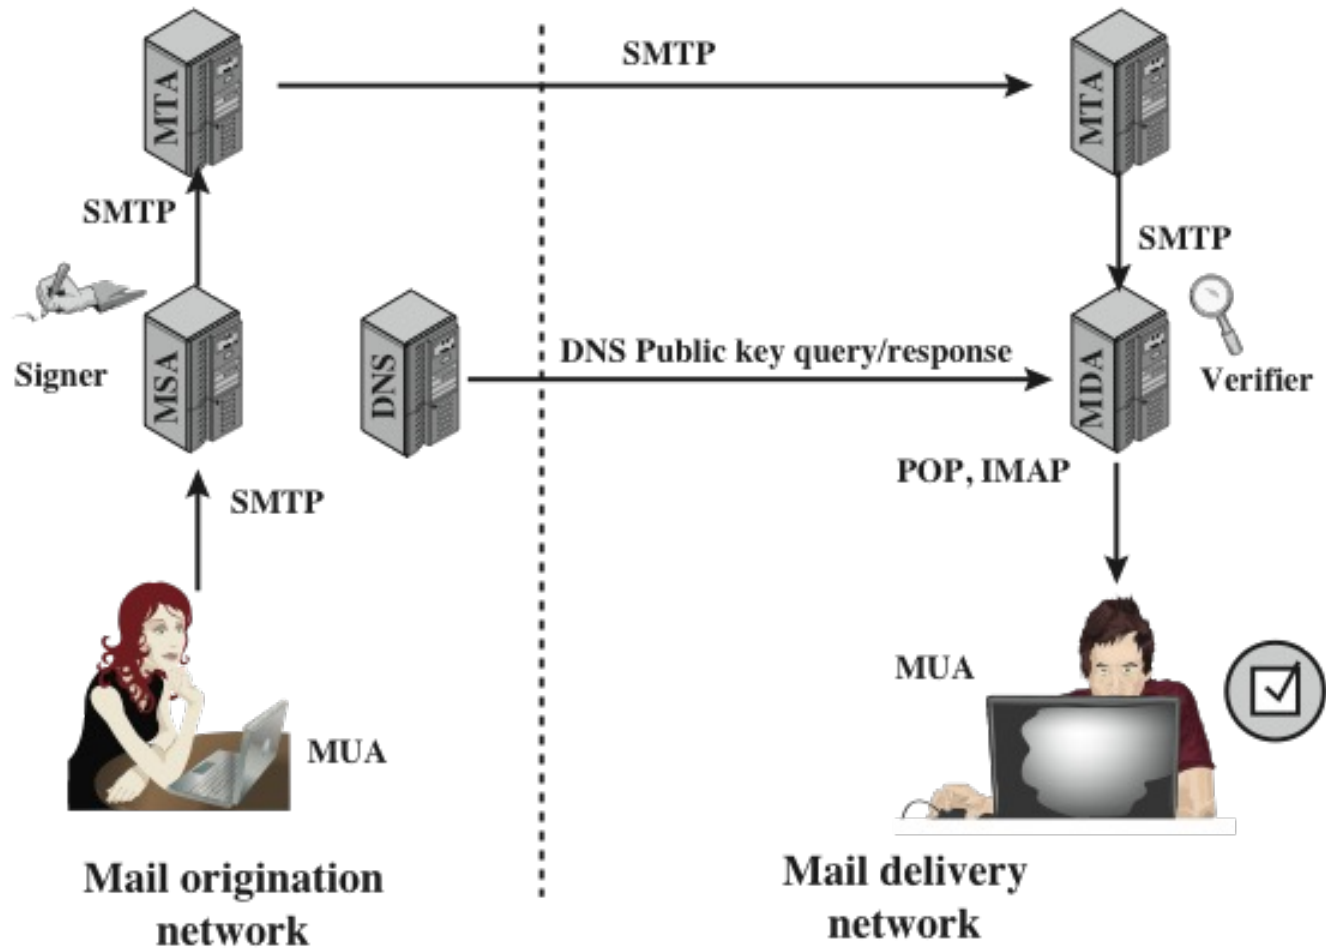 SMTP
MTA
MTA
SMTP
SMTP
Signer
MSA
DNS
DNS Public key query/response
MDA
Verifier
POP, IMAP
SMTP
MUA
MUA
Mail origination
network
Mail delivery
network